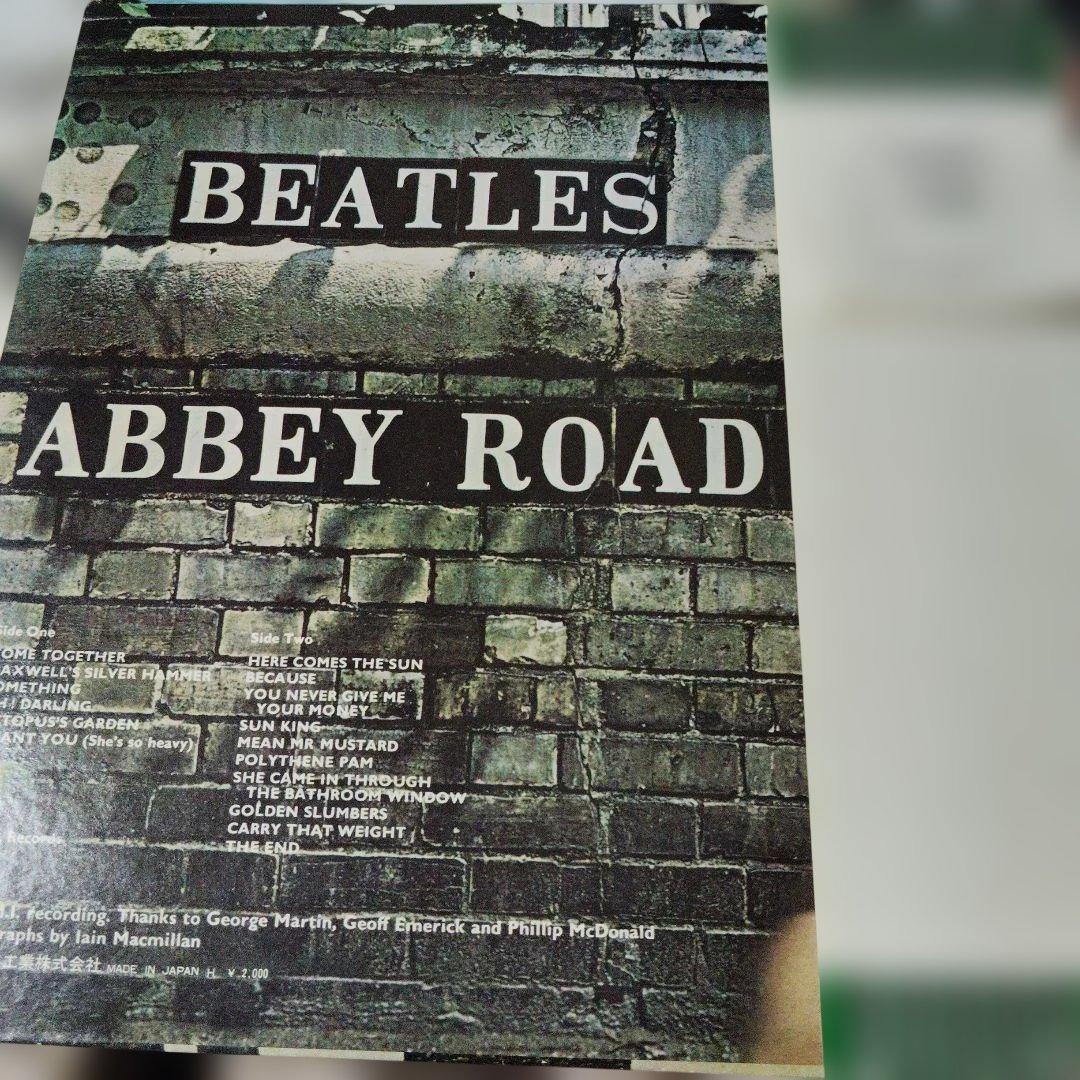 BEATLES
ABBEY ROAD
Side One
OME TOGETHER
AXWELL'S SILVER HAMMER
OMETHING
H! DARLING
TOPUS'S GARDEN
ANT YOU (She's so heavy)
Records
Side Two
HERE COMES THE SUN
BECAUSE
YOU NEVER GIVE ME
YOUR MONEY
SUN KING
MEAN MR MUSTARD
POLYTHENE PAM
SHE CAME IN THROUGH
THE BATHROOM WINDOW
GOLDEN SLUMBERS
CARRY THAT WEIGHT
THE END
.I. recording. Thanks to George Martin, Geoff Emerick and Phillip McDonald
raphs by Iain Macmillan
工業株式会社 MADE IN JAPAN H ¥2,000